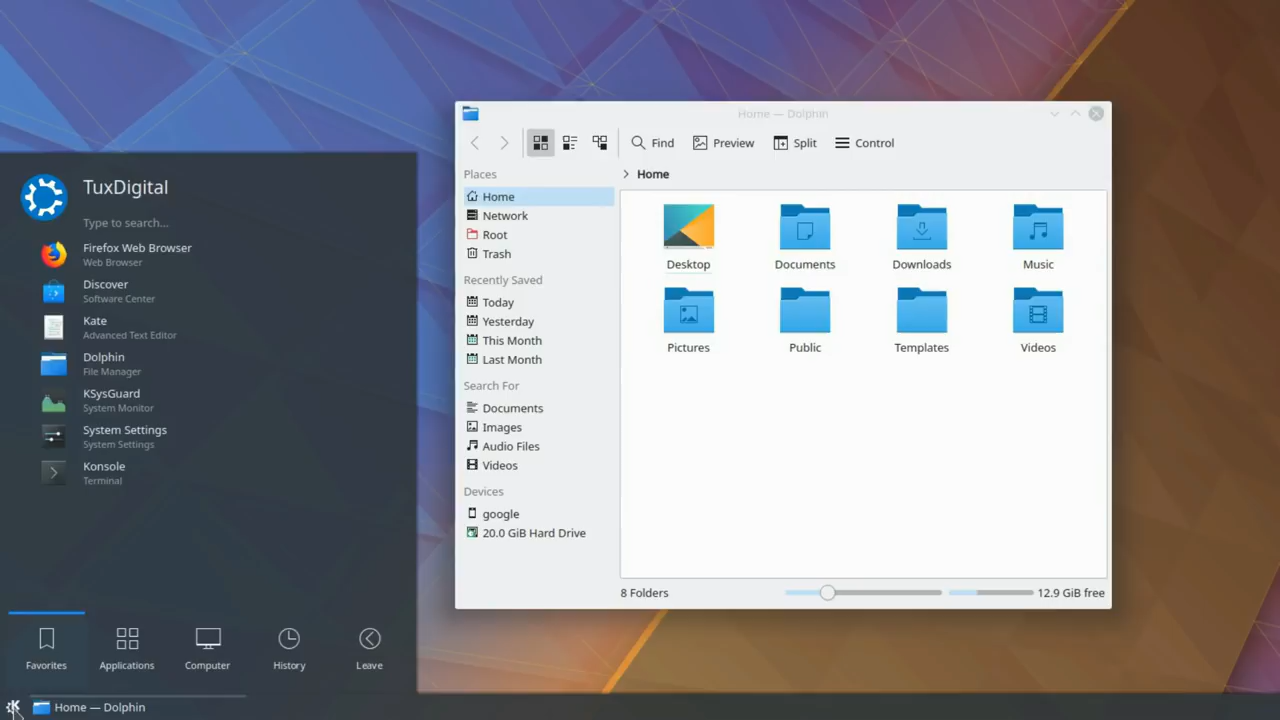 Home — Dolphin
Find Preview Split Control
Places
> Home
Home
Network
Root
Trash
Recently Saved
Today
Yesterday
This Month
Last Month
Search For
Documents
Images
Audio Files
Videos
Devices
google
20.0 GiB Hard Drive
Desktop Documents Downloads Music
Pictures Public Templates Videos
8 Folders 12.9 GiB free
TuxDigital
Type to search...
Firefox Web Browser
Web Browser
Discover
Software Center
Kate
Advanced Text Editor
Dolphin
File Manager
KSysGuard
System Monitor
System Settings
System Settings
Konsole
Terminal
Favorites Applications Computer History Leave
Home — Dolphin